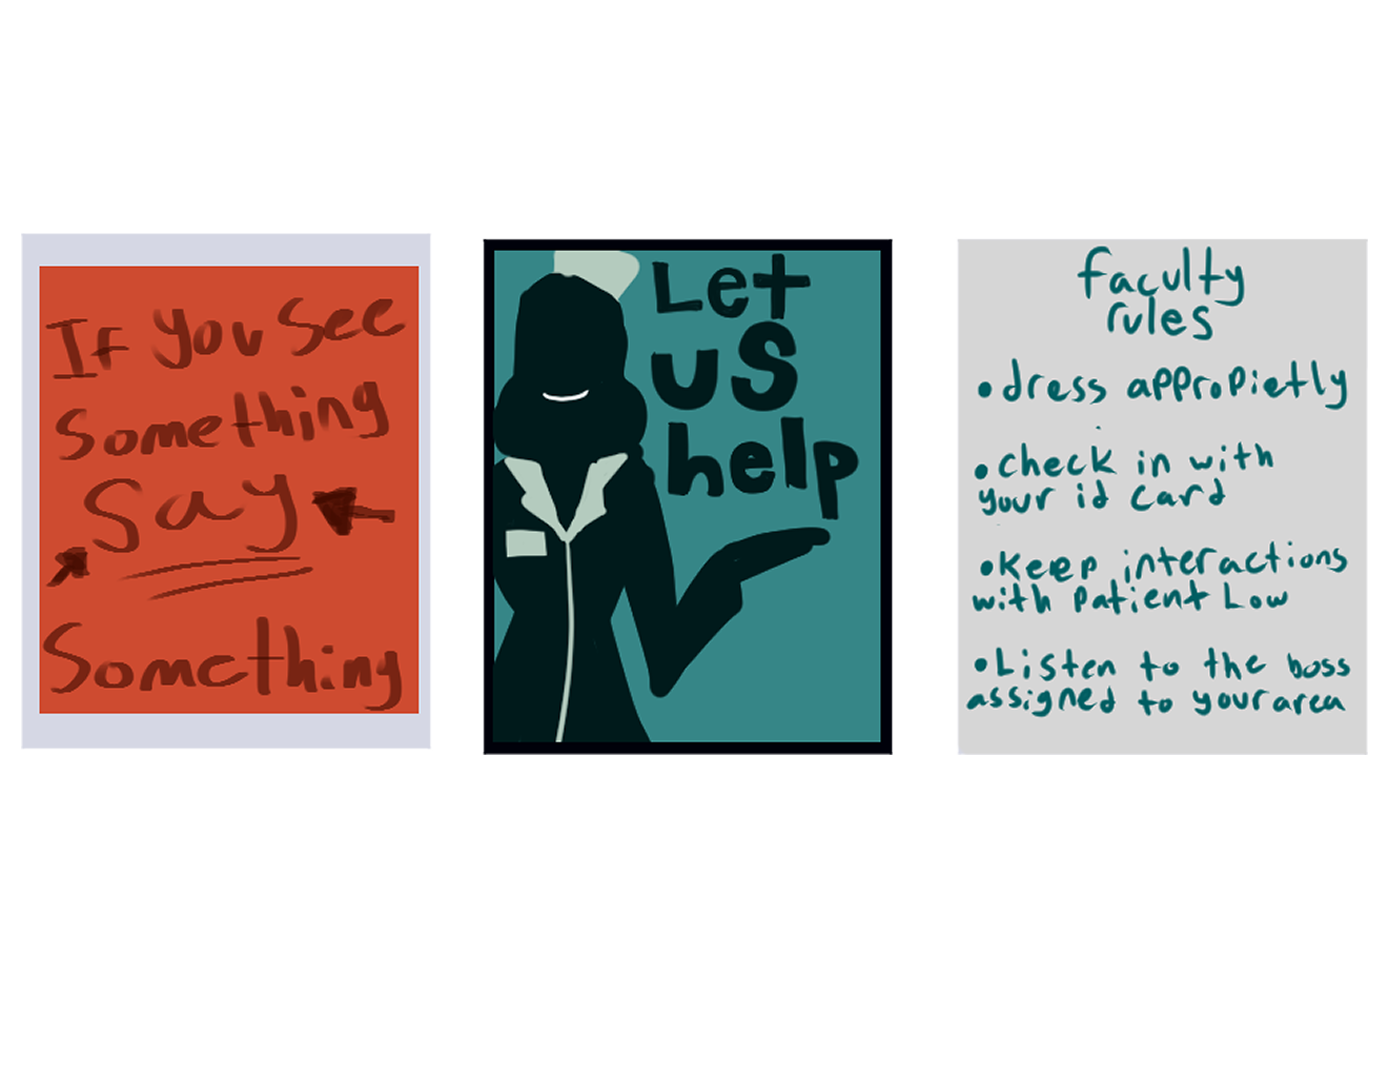 If you see
Something
Say
Something
Let
us
help
faculty
rules
• dress appropietly
• check in with
your id card
• Keep interactions
with patient Low
• Listen to the boss
assigned to your area